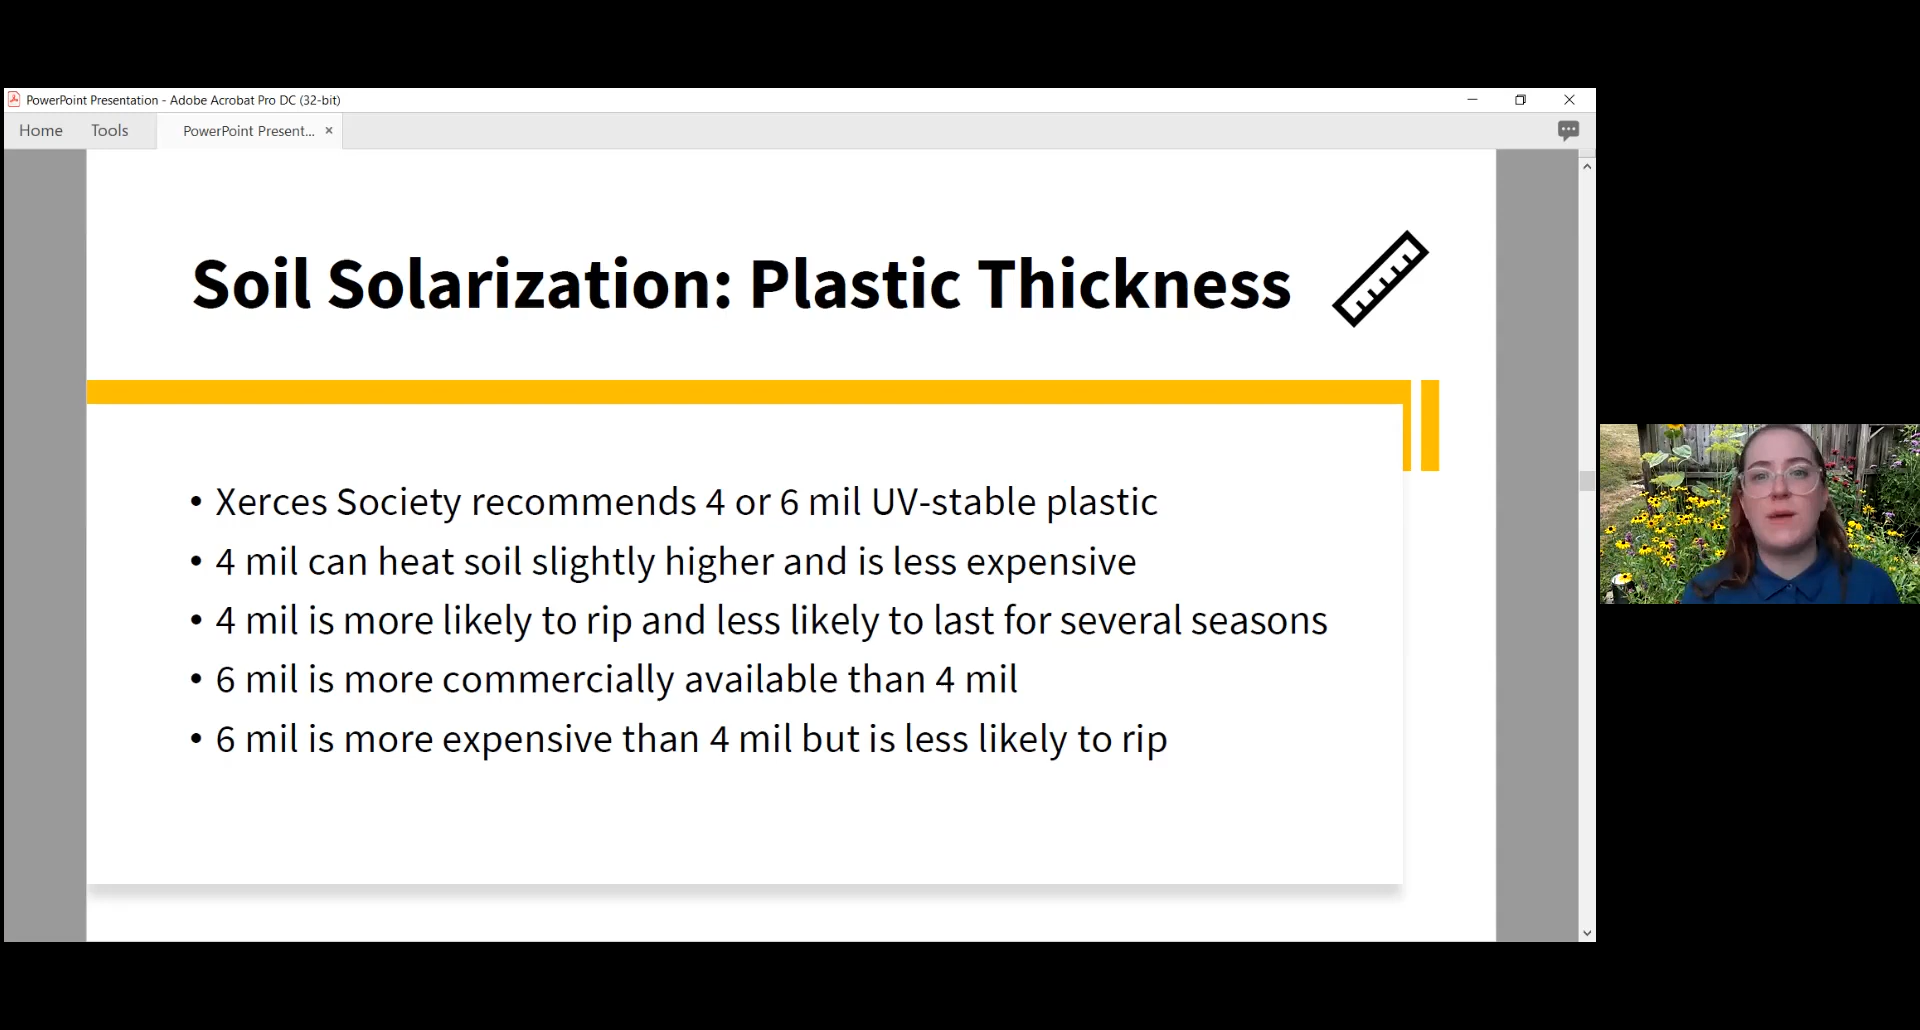 PowerPoint Presentation - Adobe Acrobat Pro DC (32-bit)
Home Tools PowerPoint Present... ×
Soil Solarization: Plastic Thickness
• Xerces Society recommends 4 or 6 mil UV-stable plastic
• 4 mil can heat soil slightly higher and is less expensive
• 4 mil is more likely to rip and less likely to last for several seasons
• 6 mil is more commercially available than 4 mil
• 6 mil is more expensive than 4 mil but is less likely to rip